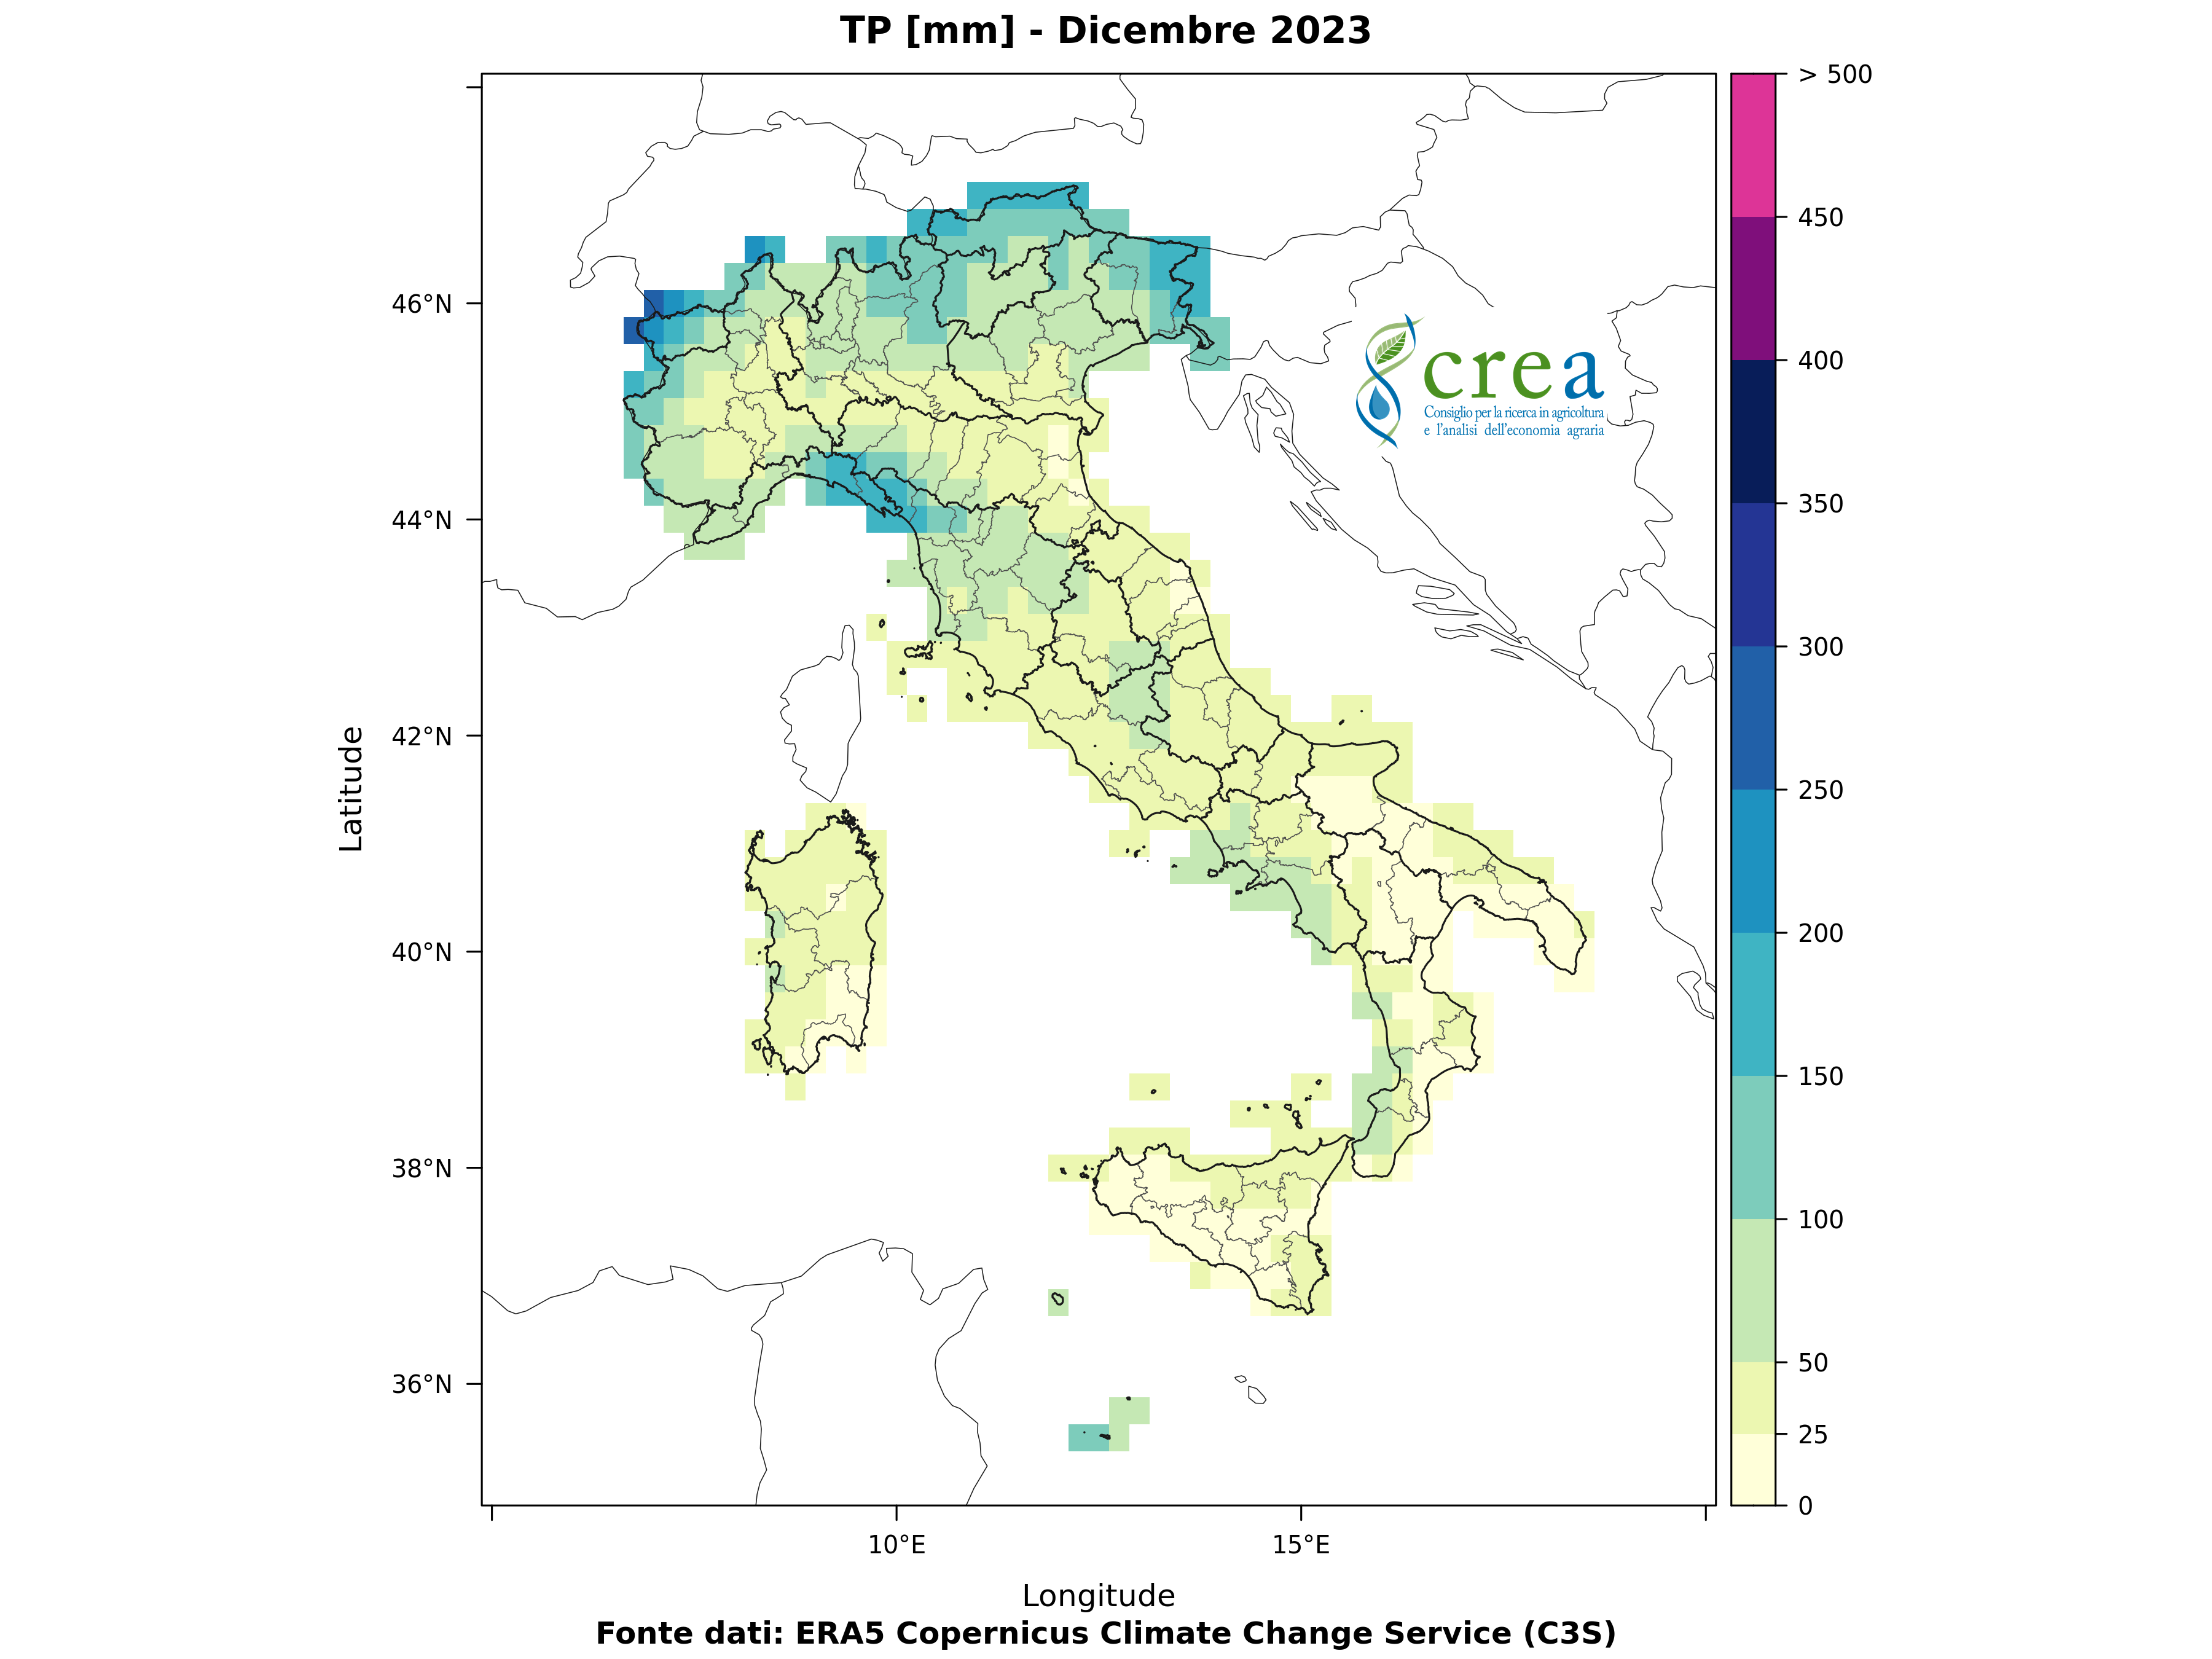 TP [mm] - Dicembre 2023
> 500
450
400
350
300
250
200
150
100
50
25
0
46°N
44°N
42°N
40°N
38°N
36°N
Latitude
crea
Consiglio per la ricerca in agricoltura
e l'analisi dell'economia agraria
10°E
15°E
Longitude
Fonte dati: ERA5 Copernicus Climate Change Service (C3S)